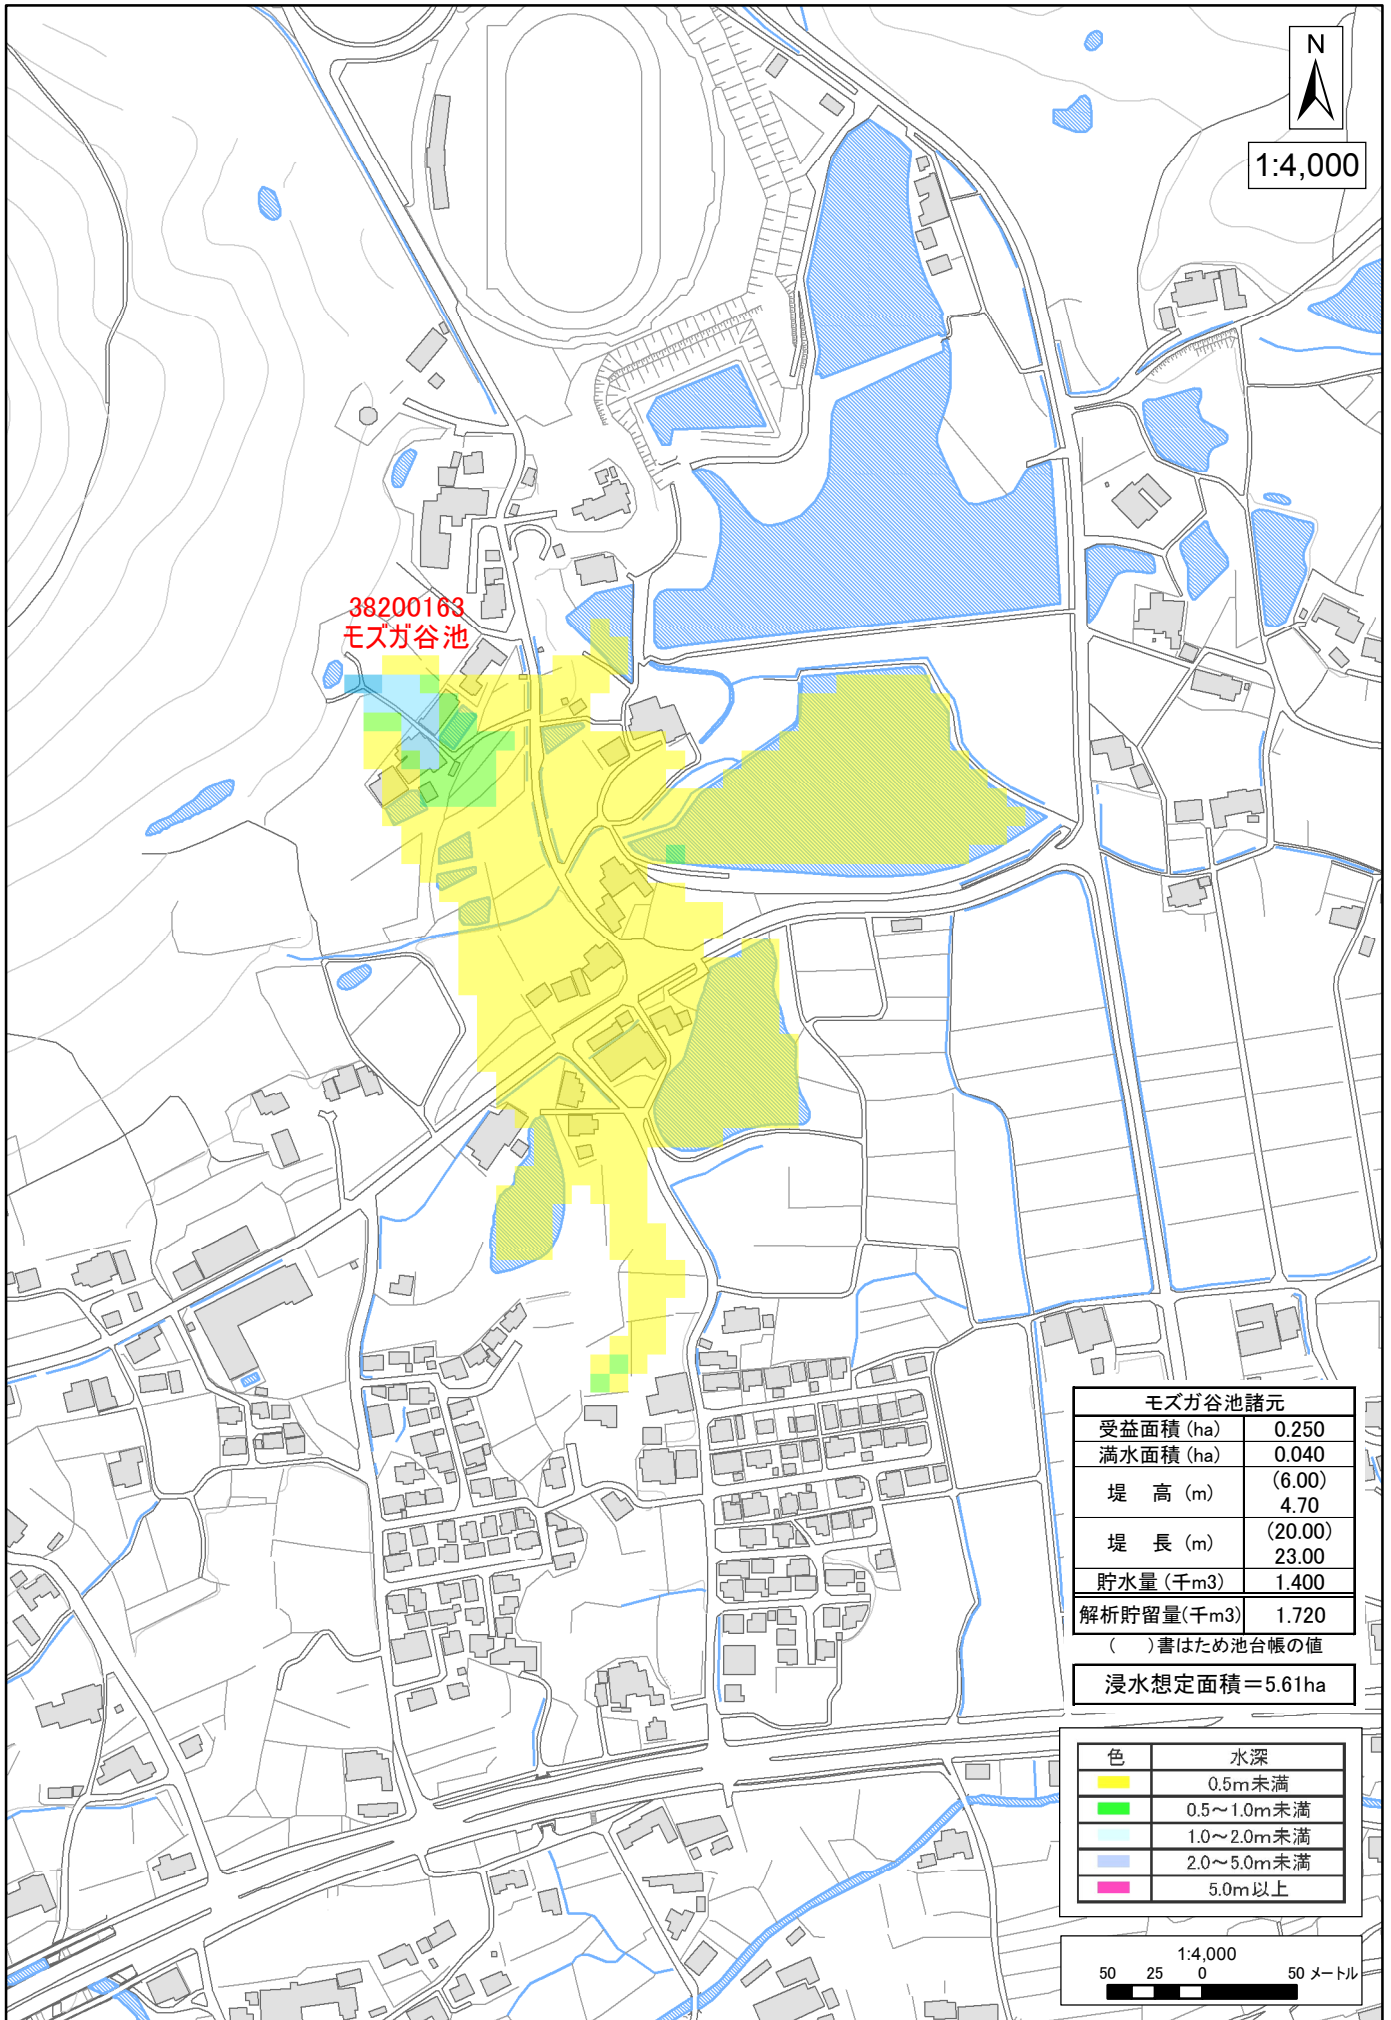 N
1:4,000
38200163
モズガ谷池
モズガ谷池諸元
受益面積 (ha) 0.250
満水面積 (ha) 0.040
堤 高 (m) (6.00) 4.70
堤 長 (m) (20.00) 23.00
貯水量 (千m3) 1.400
解析貯留量(千m3) 1.720
( )書はため池台帳の値
浸水想定面積=5.61ha
色 水深
0.5m未満
0.5~1.0m未満
1.0~2.0m未満
2.0~5.0m未満
5.0m以上
1:4,000
50 25 0 50 メートル